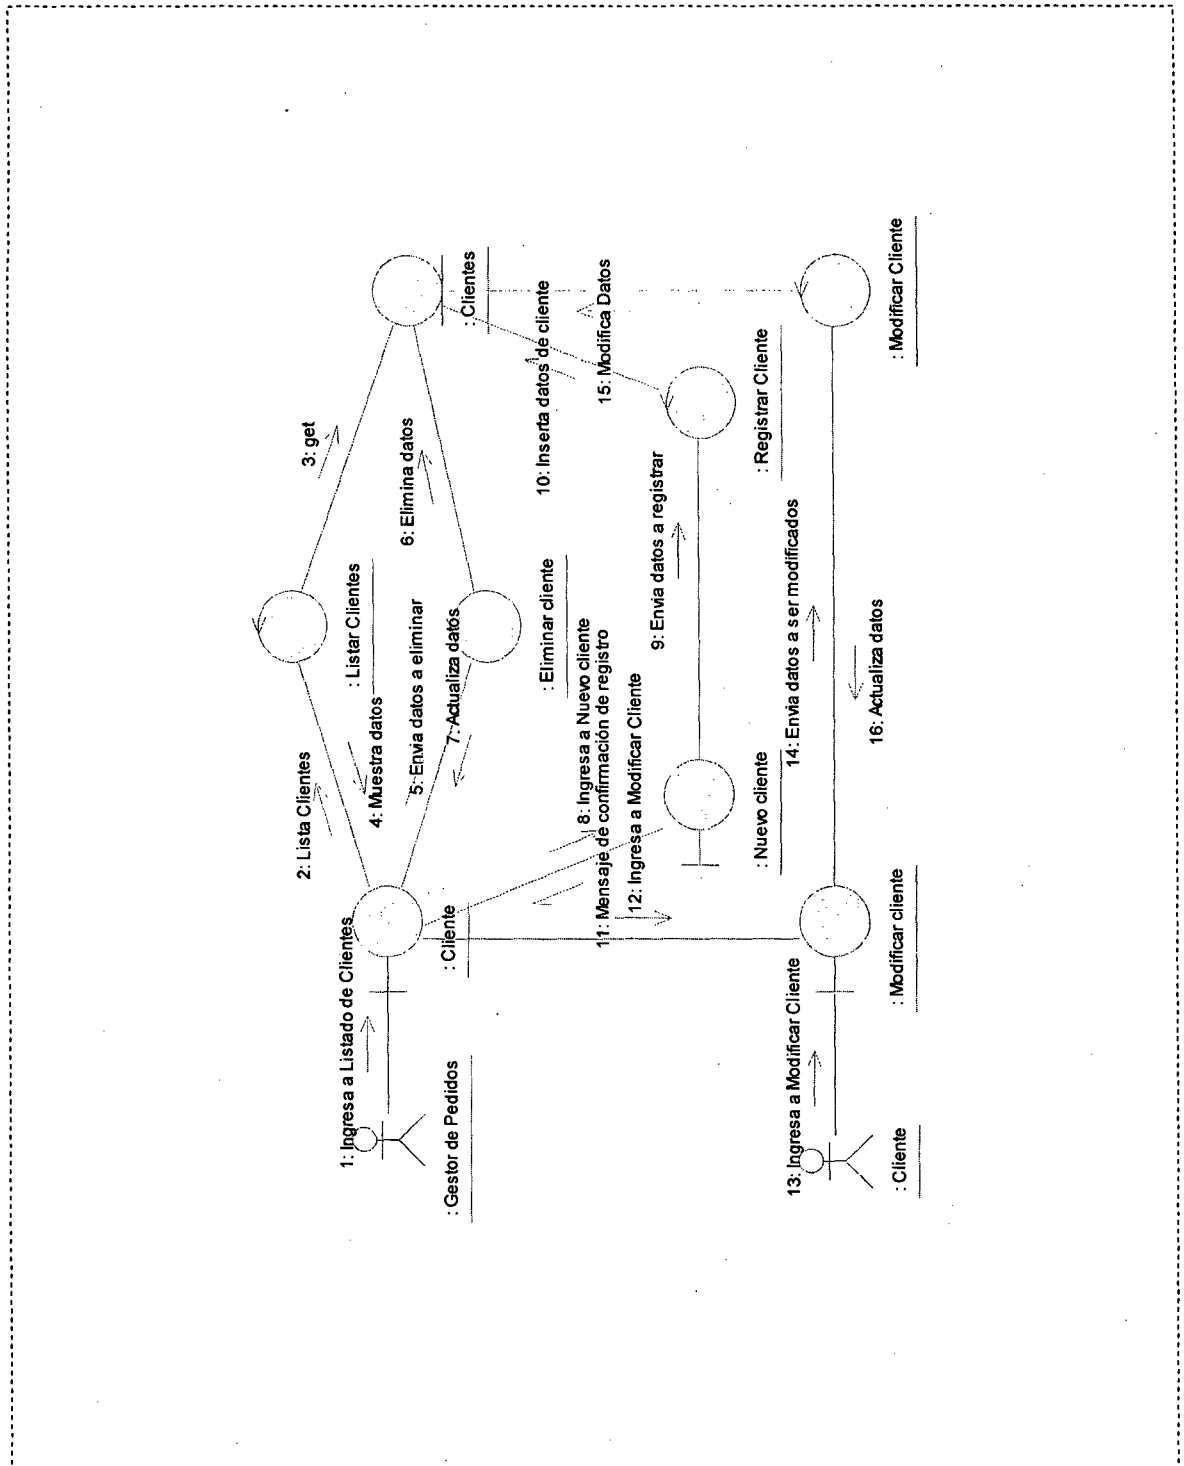 1: Ingresa a Listado de Clientes
: Gestor de Pedidos
2: Lista Clientes
: Cliente
4: Muestra datos
: Listar Clientes
3: get
: Clientes
5: Envia datos a eliminar
7: Actualiza datos
6: Elimina datos
: Eliminar cliente
8: Ingresa a Nuevo cliente
11: Mensaje de confirmación de registro
12: Ingresa a Modificar Cliente
10: Inserta datos de cliente
15: Modifica Datos
9: Envia datos a registrar
: Nuevo cliente
: Registrar Cliente
13: Ingresa a Modificar Cliente
: Cliente
: Modificar cliente
14: Envia datos a ser modificados
16: Actualiza datos
: Modificar Cliente